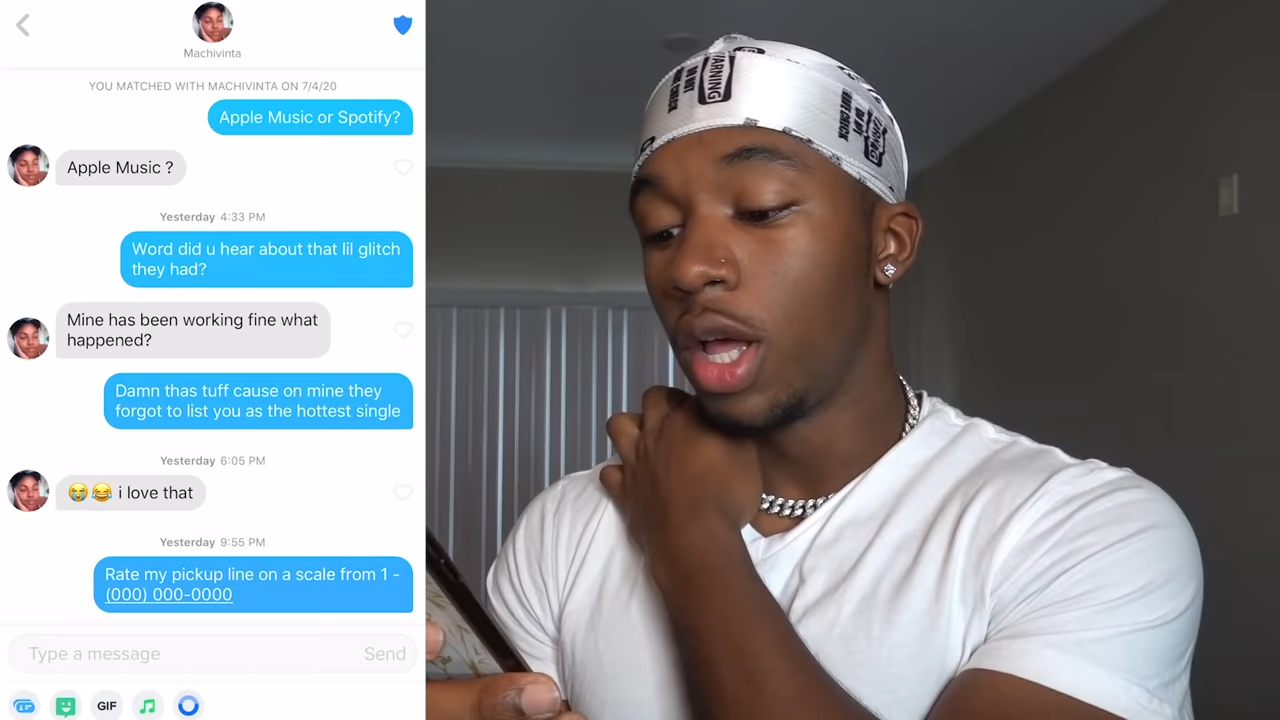 Machivinta
YOU MATCHED WITH MACHIVINTA ON 7/4/20
Apple Music or Spotify?
Apple Music ?
Yesterday 4:33 PM
Word did u hear about that lil glitch
they had?
Mine has been working fine what
happened?
Damn thas tuff cause on mine they
forgot to list you as the hottest single
Yesterday 6:05 PM
😭😂 i love that
Yesterday 9:55 PM
Rate my pickup line on a scale from 1 -
(000) 000-0000
Type a message
Send
GIF
WARNING